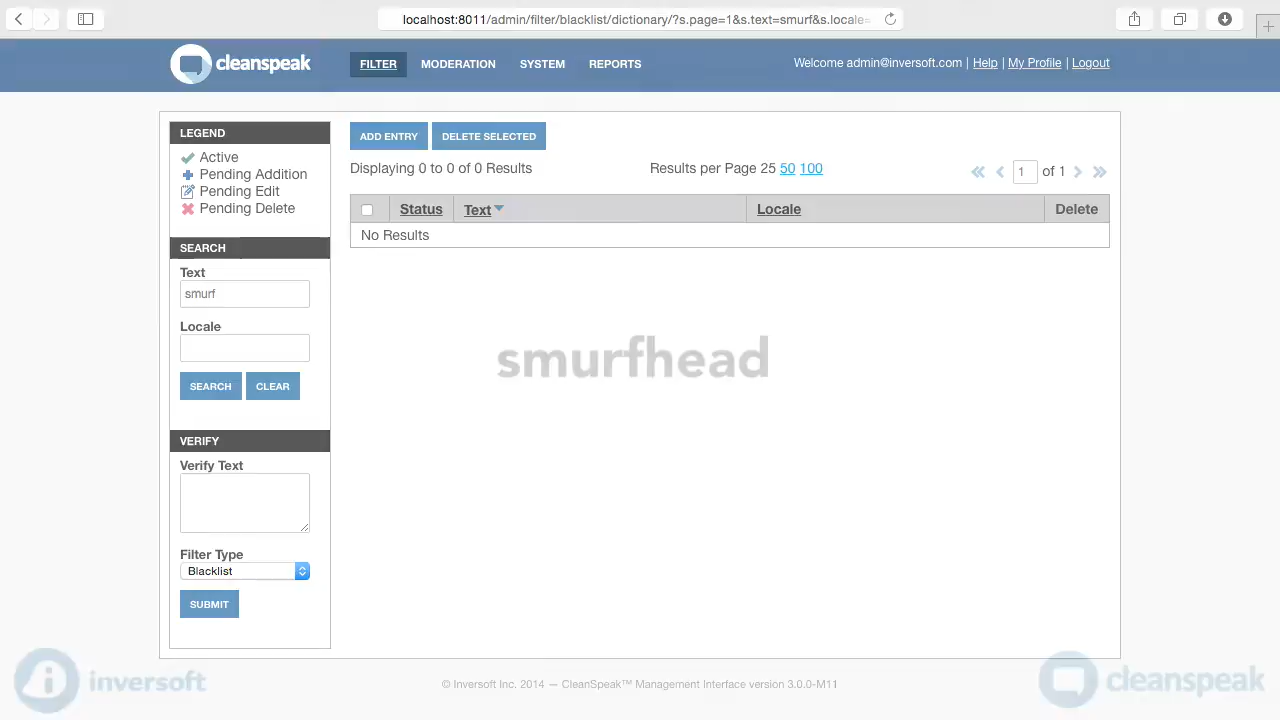 localhost:8011/admin/filter/blacklist/dictionary/?s.page=1&s.text=smurf&s.locale=
cleanspeak
FILTER MODERATION SYSTEM REPORTS
Welcome admin@inversoft.com | Help | My Profile | Logout
LEGEND
Active
Pending Addition
Pending Edit
Pending Delete
SEARCH
Text
smurf
Locale
SEARCH CLEAR
VERIFY
Verify Text
Filter Type
Blacklist
SUBMIT
ADD ENTRY DELETE SELECTED
Displaying 0 to 0 of 0 Results
Results per Page 25 50 100
1 of 1
Status Text Locale Delete
No Results
smurfhead
inversoft
© Inversoft Inc. 2014 — CleanSpeak™ Management Interface version 3.0.0-M11
cleanspeak